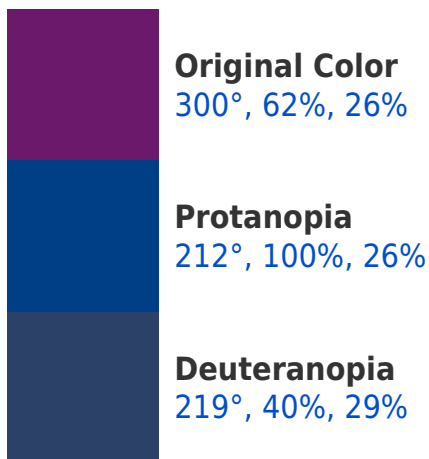 Original Color
300°, 62%, 26%
Protanopia
212°, 100%, 26%
Deuteranopia
219°, 40%, 29%